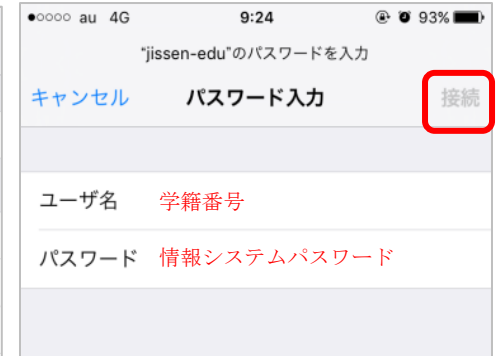 au 4G 9:24 93%
"jissen-edu"のパスワードを入力
キャンセル パスワード入力 接続
ユーザ名 学籍番号
パスワード 情報システムパスワード